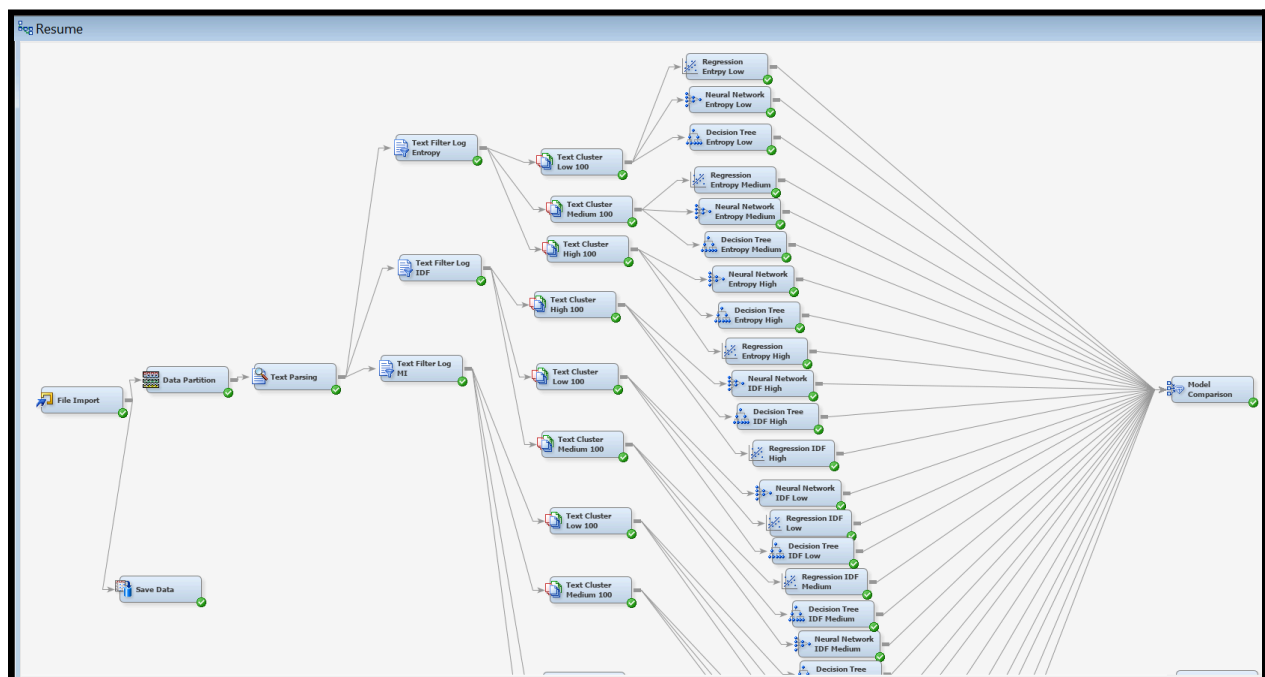 Resume
Regression
Entrpy Low
Neural Network
Entropy Low
Decision Tree
Entropy Low
Text Filter Log
Entropy
Text Cluster
Low 100
Regression
Entropy Medium
Text Cluster
Medium 100
Neural Network
Entropy Medium
Text Cluster
High 100
Decision Tree
Entropy Medium
Text Filter Log
IDF
Neural Network
Entropy High
Text Cluster
High 100
Decision Tree
Entropy High
Regression
Entropy High
Text Filter Log
MI
Text Cluster
Low 100
Neural Network
IDF High
File Import
Data Partition
Text Parsing
Model
Comparison
Decision Tree
IDF High
Text Cluster
Medium 100
Regression IDF
High
Neural Network
IDF Low
Text Cluster
Low 100
Regression IDF
Low
Decision Tree
IDF Low
Save Data
Text Cluster
Medium 100
Regression IDF
Medium
Decision Tree
IDF Medium
Neural Network
IDF Medium
Decision Tree